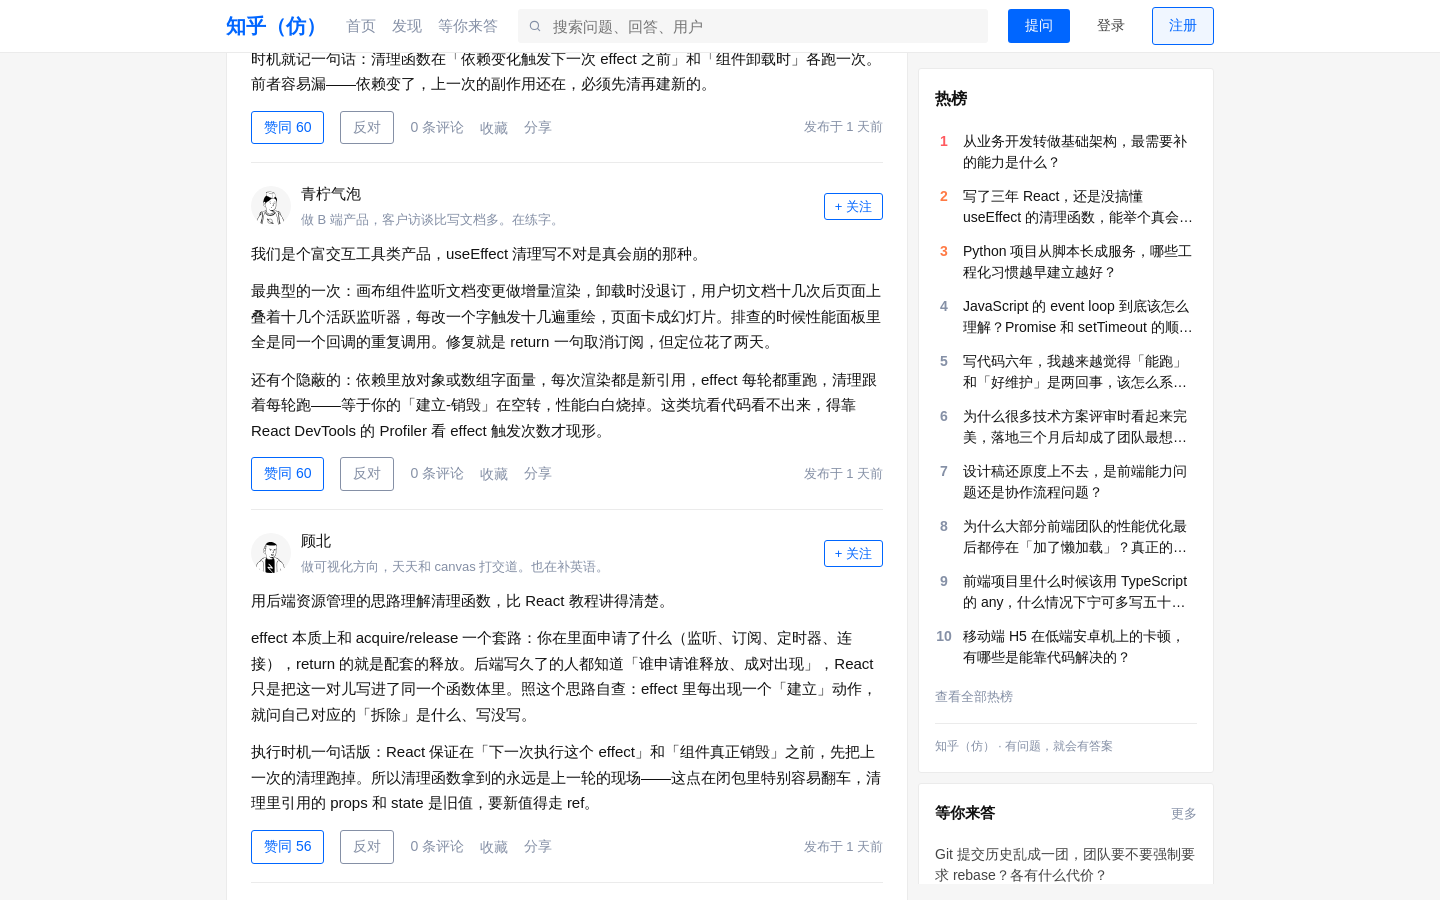 知乎（仿） 首页 发现 等你来答 搜索问题、回答、用户 提问 登录 注册
时机就记一句话：清理函数在「依赖变化触发下一次 effect 之前」和「组件卸载时」各跑一次。
前者容易漏——依赖变了，上一次的副作用还在，必须先清再建新的。
赞同 60 反对 0 条评论 收藏 分享 发布于 1 天前
青柠气泡
做 B 端产品，客户访谈比写文档多。在练字。
+ 关注
我们是个富交互工具类产品，useEffect 清理写不对是真会崩的那种。
最典型的一次：画布组件监听文档变更做增量渲染，卸载时没退订，用户切文档十几次后页面上
叠着十几个活跃监听器，每改一个字触发十几遍重绘，页面卡成幻灯片。排查的时候性能面板里
全是同一个回调的重复调用。修复就是 return 一句取消订阅，但定位花了两天。
还有个隐蔽的：依赖里放对象或数组字面量，每次渲染都是新引用，effect 每轮都重跑，清理跟
着每轮跑——等于你的「建立-销毁」在空转，性能白白烧掉。这类坑看代码看不出来，得靠
React DevTools 的 Profiler 看 effect 触发次数才现形。
赞同 60 反对 0 条评论 收藏 分享 发布于 1 天前
顾北
做可视化方向，天天和 canvas 打交道。也在补英语。
+ 关注
用后端资源管理的思路理解清理函数，比 React 教程讲得清楚。
effect 本质上和 acquire/release 一个套路：你在里面申请了什么（监听、订阅、定时器、连
接），return 的就是配套的释放。后端写久了的人都知道「谁申请谁释放、成对出现」，React
只是把这一对儿写进了同一个函数体里。照这个思路自查：effect 里每出现一个「建立」动作，
就问自己对应的「拆除」是什么、写没写。
执行时机一句话版：React 保证在「下一次执行这个 effect」和「组件真正销毁」之前，先把上
一次的清理跑掉。所以清理函数拿到的永远是上一轮的现场——这点在闭包里特别容易翻车，清
理里引用的 props 和 state 是旧值，要新值得走 ref。
赞同 56 反对 0 条评论 收藏 分享 发布于 1 天前
热榜
1 从业务开发转做基础架构，最需要补
的能力是什么？
2 写了三年 React，还是没搞懂
useEffect 的清理函数，能举个真会…
3 Python 项目从脚本长成服务，哪些工
程化习惯越早建立越好？
4 JavaScript 的 event loop 到底该怎么
理解？Promise 和 setTimeout 的顺…
5 写代码六年，我越来越觉得「能跑」
和「好维护」是两回事，该怎么系…
6 为什么很多技术方案评审时看起来完
美，落地三个月后却成了团队最想…
7 设计稿还原度上不去，是前端能力问
题还是协作流程问题？
8 为什么大部分前端团队的性能优化最
后都停在「加了懒加载」？真正的…
9 前端项目里什么时候该用 TypeScript
的 any，什么情况下宁可多写五十…
10 移动端 H5 在低端安卓机上的卡顿，
有哪些是能靠代码解决的？
查看全部热榜
知乎（仿） · 有问题，就会有答案
等你来答 更多
Git 提交历史乱成一团，团队要不要强制要
求 rebase？各有什么代价？